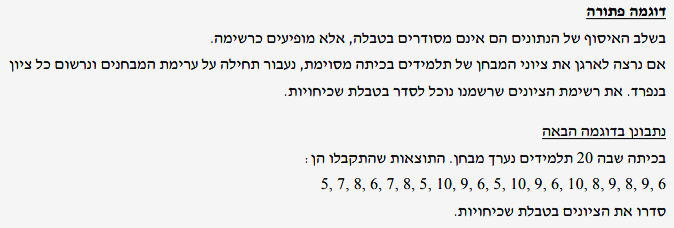 דוגמה פתורה
בשלב האיסוף של הנתונים הם אינם מסודרים בטבלה, אלא מופיעים כרשימה.
אם נרצה לארגן את ציוני המבחן של תלמידים בכיתה מסוימת, נעבור תחילה על ערימת המבחנים ונרשום כל ציון
בנפרד. את רשימת הציונים שרשמנו נוכל לסדר בטבלת שכיחויות.
נתבונן בדוגמה הבאה
בכיתה שבה 20 תלמידים נערך מבחן. התוצאות שהתקבלו הן:
5, 7, 8, 6, 7, 8, 5, 10, 9, 6, 5, 10, 9, 6, 10, 8, 9, 8, 9, 6
סדרו את הציונים בטבלת שכיחויות.